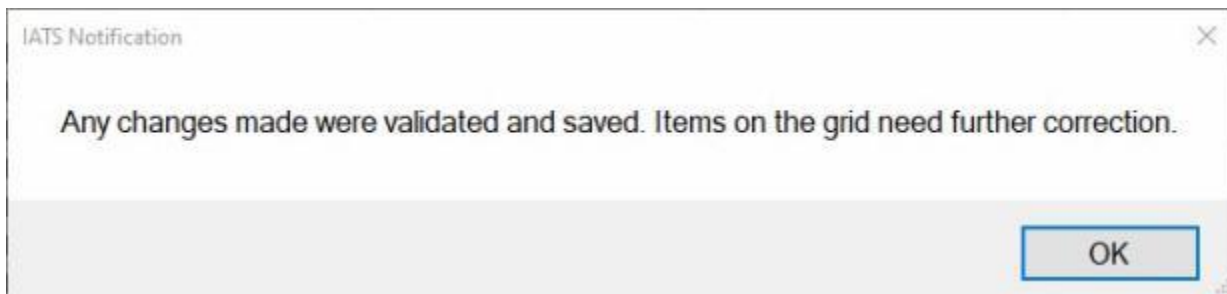 IATS Notification
Any changes made were validated and saved. Items on the grid need further correction.
OK